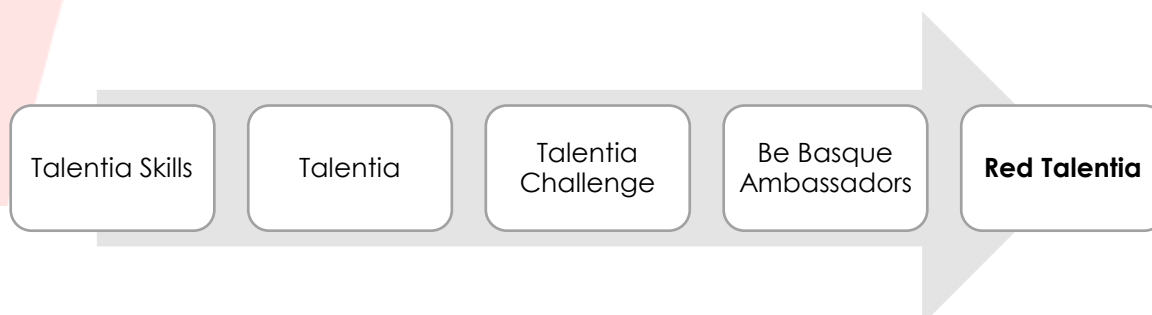 Talentia Skills
Talentia
Talentia
Challenge
Be Basque
Ambassadors
Red Talentia